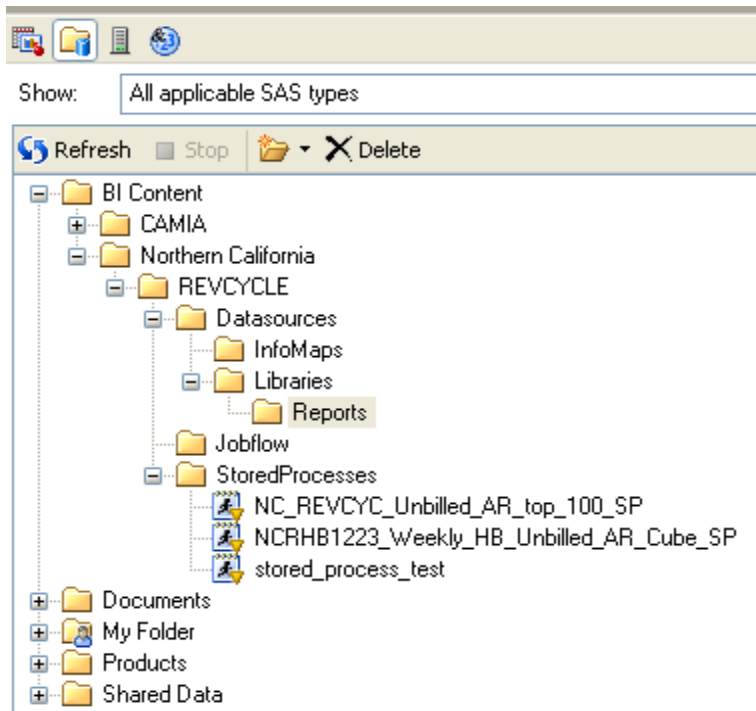 Show: All applicable SAS types
Refresh Stop Delete
BI Content
CAMIA
Northern California
REVCYCLE
Datasources
InfoMaps
Libraries
Reports
Jobflow
StoredProcesses
NC_REVCYC_Unbilled_AR_top_100_SP
NCRHB1223_Weekly_HB_Unbilled_AR_Cube_SP
stored_process_test
Documents
My Folder
Products
Shared Data